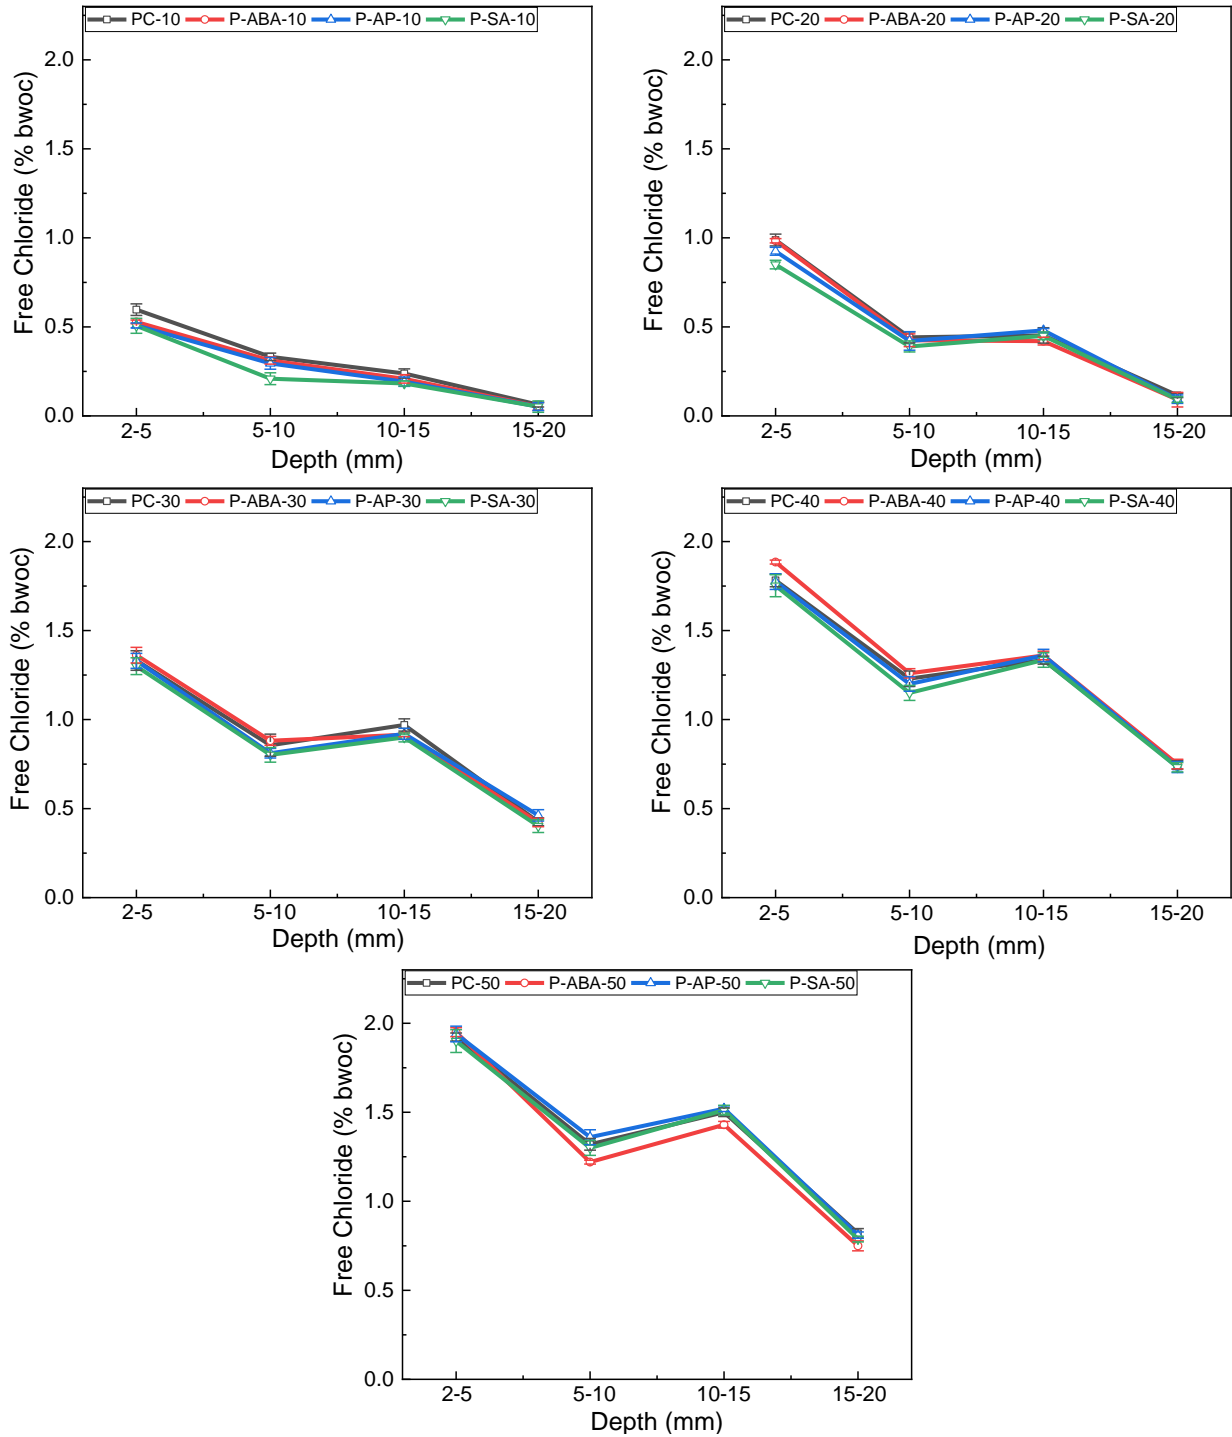 PC-10 P-ABA-10 P-AP-10 P-SA-10
2.0
1.5
1.0
0.5
0.0
Free Chloride (% bwoc)
2-5 5-10 10-15 15-20
Depth (mm)
PC-20 P-ABA-20 P-AP-20 P-SA-20
2.0
1.5
1.0
0.5
0.0
Free Chloride (% bwoc)
2-5 5-10 10-15 15-20
Depth (mm)
PC-30 P-ABA-30 P-AP-30 P-SA-30
2.0
1.5
1.0
0.5
0.0
Free Chloride (% bwoc)
2-5 5-10 10-15 15-20
Depth (mm)
PC-40 P-ABA-40 P-AP-40 P-SA-40
2.0
1.5
1.0
0.5
0.0
Free Chloride (% bwoc)
2-5 5-10 10-15 15-20
Depth (mm)
PC-50 P-ABA-50 P-AP-50 P-SA-50
2.0
1.5
1.0
0.5
0.0
Free Chloride (% bwoc)
2-5 5-10 10-15 15-20
Depth (mm)